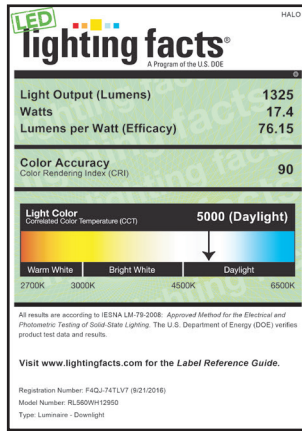 HALO
LED
lighting facts®
A Program of the U.S. DOE
Light Output (Lumens) 1325
Watts 17.4
Lumens per Watt (Efficacy) 76.15
Color Accuracy 90
Color Rendering Index (CRI)
Light Color 5000 (Daylight)
Correlated Color Temperature (CCT)
Warm White Bright White Daylight
2700K 3000K 4500K 6500K
All results are according to IESNA LM-79-2008: Approved Method for the Electrical and
Photometric Testing of Solid-State Lighting. The U.S. Department of Energy (DOE) verifies
product test data and results.
Visit www.lightingfacts.com for the Label Reference Guide.
Registration Number: F4QJ-74TLV7 (9/21/2016)
Model Number: RL560WH12950
Type: Luminaire - Downlight